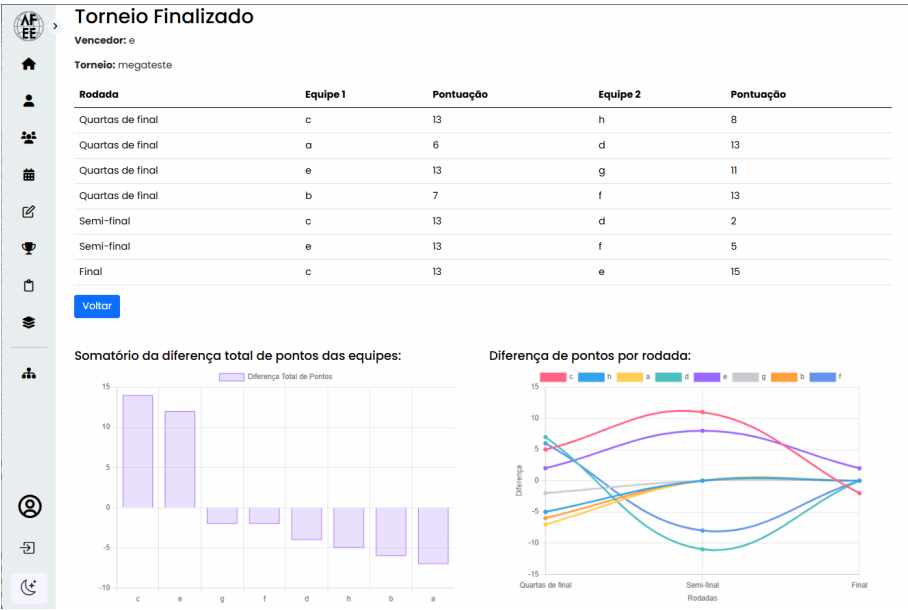 AF
EE
Torneio Finalizado
Vencedor: e
Torneio: megateste
Rodada Equipe 1 Pontuação Equipe 2 Pontuação
Quartas de final c 13 h 8
Quartas de final a 6 d 13
Quartas de final e 13 g 11
Quartas de final b 7 f 13
Semi-final c 13 d 2
Semi-final e 13 f 5
Final c 13 e 15
Voltar
Somatório da diferença total de pontos das equipes:
Diferença Total de Pontos
15
10
5
0
-5
-10
c e g f d h b a
Diferença de pontos por rodada:
c h a d e g b f
15
10
5
0
-5
-10
-15
Diferença
Quartas de final Semi-final Final
Rodadas